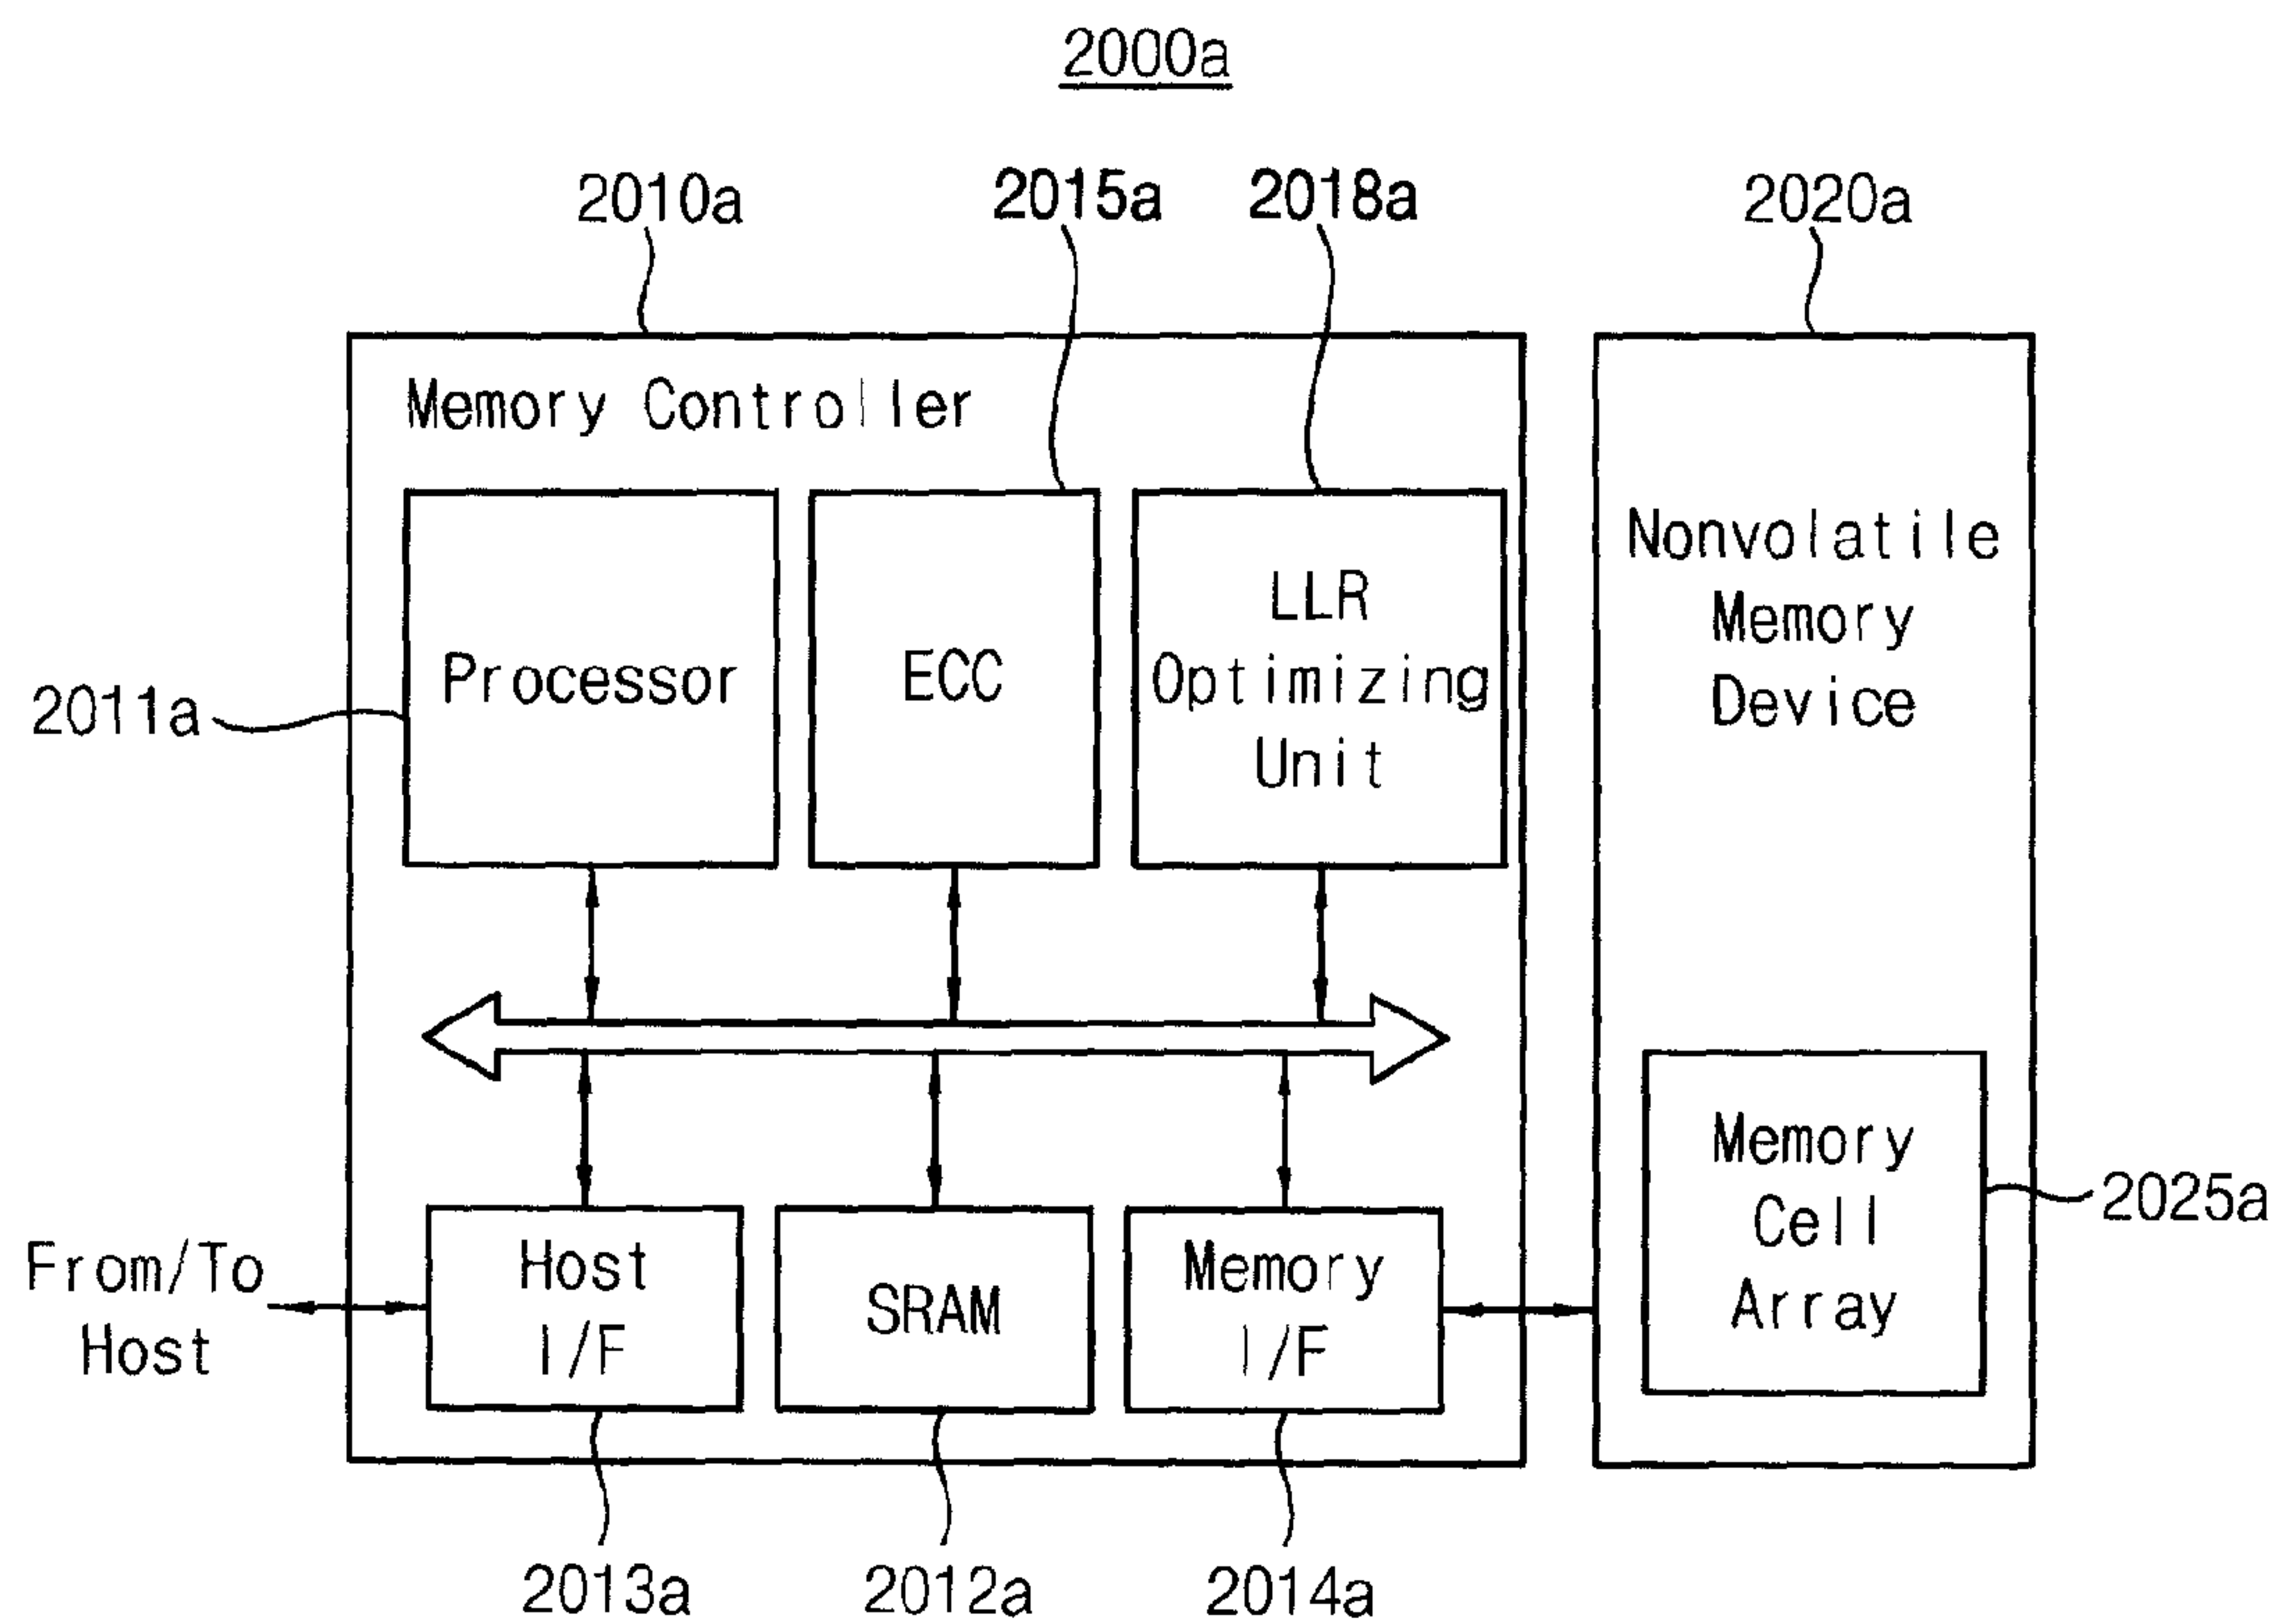 2000a
2010a
2015a
2018a
2020a
Memory Controller
Processor
ECC
LLR
Optimizing
Unit
Nonvolatile
Memory
Device
2011a
Memory
Cell
Array
2025a
From/To
Host
Host
I/F
SRAM
Memory
I/F
2013a
2012a
2014a